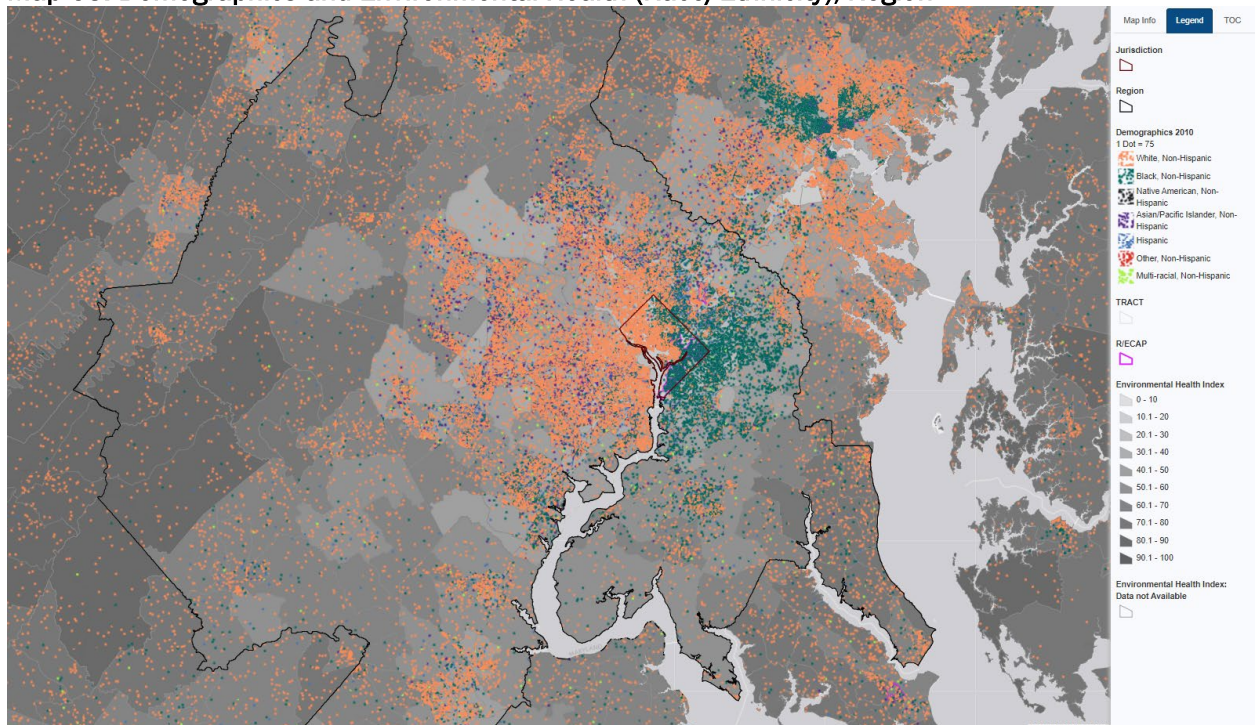 Map Info Legend TOC
Jurisdiction
Region
Demographics 2010
1 Dot = 75
White, Non-Hispanic
Black, Non-Hispanic
Native American, Non-
Hispanic
Asian/Pacific Islander, Non-
Hispanic
Hispanic
Other, Non-Hispanic
Multi-racial, Non-Hispanic
TRACT
R/ECAP
Environmental Health Index
0 - 10
10.1 - 20
20.1 - 30
30.1 - 40
40.1 - 50
50.1 - 60
60.1 - 70
70.1 - 80
80.1 - 90
90.1 - 100
Environmental Health Index:
Data not Available